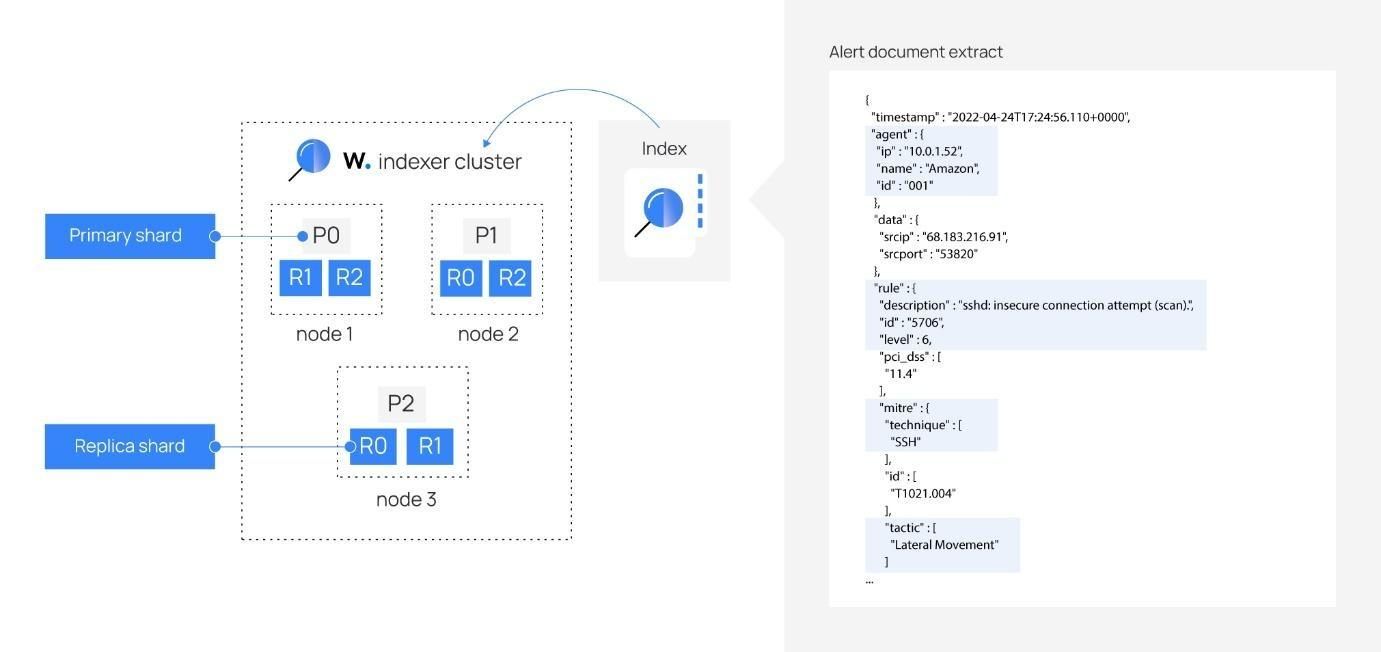 Alert document extract
{
"timestamp" : "2022-04-24T17:24:56.110+0000",
"agent" : {
"ip" : "10.0.1.52",
"name" : "Amazon",
"id" : "001"
},
"data" : {
"srcip" : "68.183.216.91",
"srcport" : "53820"
},
"rule" : {
"description" : "sshd: insecure connection attempt (scan).",
"id" : "5706",
"level" : 6,
"pci_dss" : [
"11.4"
],
"mitre" : {
"technique" : [
"SSH"
],
"id" : [
"T1021.004"
],
"tactic" : [
"Lateral Movement"
]
...
Index
W. indexer cluster
Primary shard
P0
R1 R2
node 1
P1
R0 R2
node 2
Replica shard
P2
R0 R1
node 3